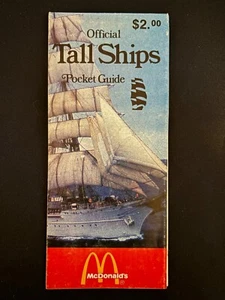 $2.00
Official
Tall Ships
Pocket Guide
McDonald's